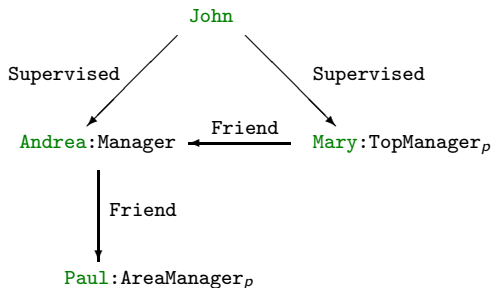 John
Supervised Supervised
Friend
Andrea:Manager Mary:TopManagerₚ
Friend
Paul:AreaManagerₚ